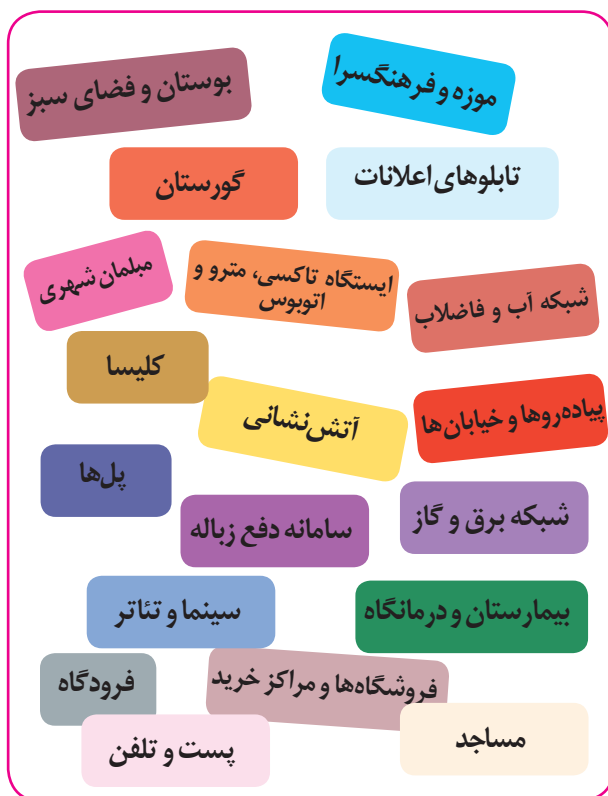 موزه و فرهنگسرا
بوستان و فضای سبز
تابلوهای اعلانات
گورستان
مبلمان شهری
ایستگاه تاکسی، مترو و
اتوبوس
شبکه آب و فاضلاب
کلیسا
آتش‌نشانی
پیاده‌روها و خیابان‌ها
پل‌ها
شبکه برق و گاز
سامانه دفع زباله
بیمارستان و درمانگاه
سینما و تئاتر
فروشگاه‌ها و مراکز خرید
فرودگاه
مساجد
پست و تلفن